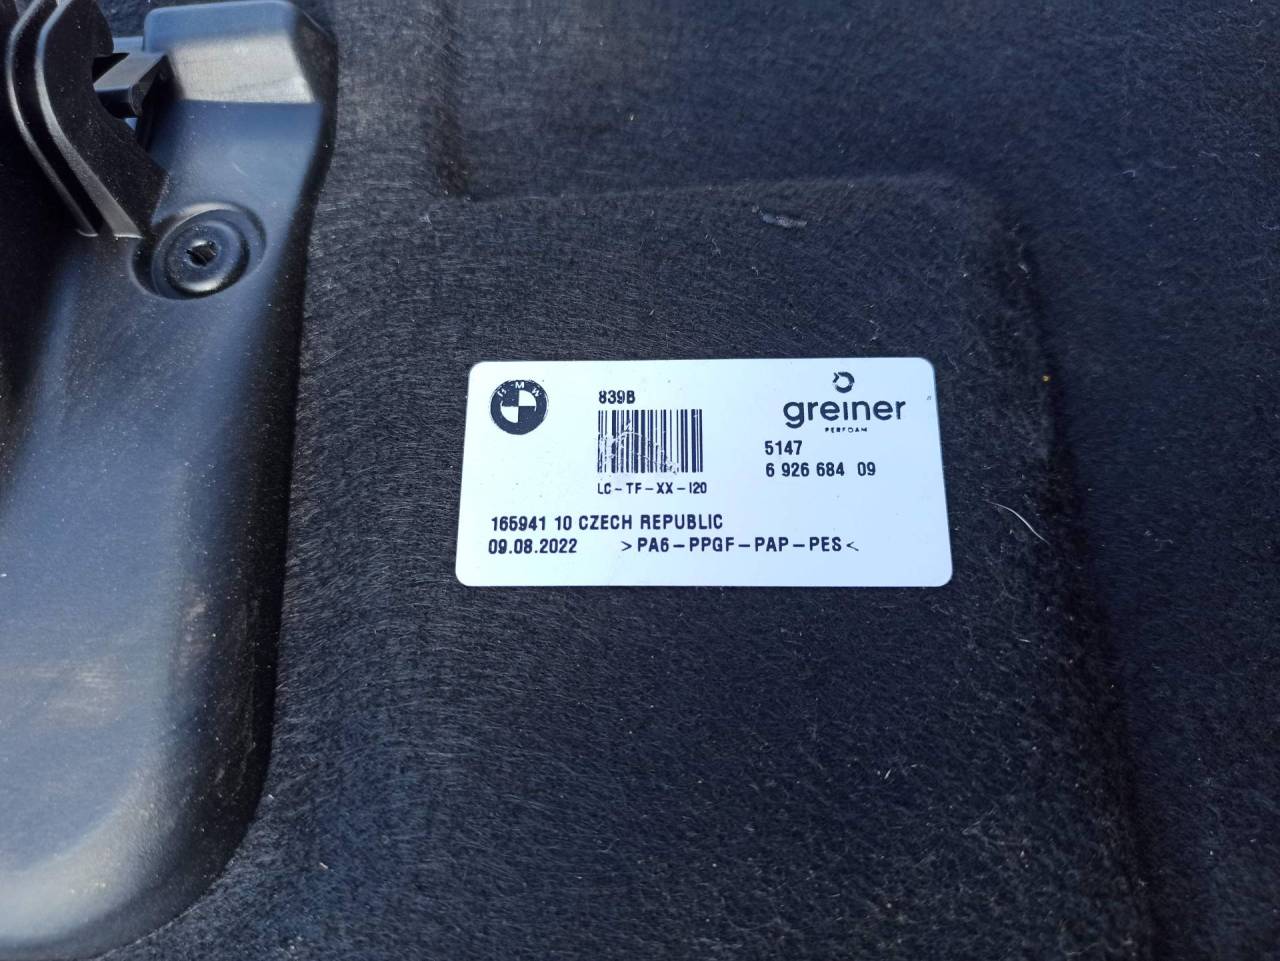 BMW
839B
greiner
PERFOAM
5147
6 926 684 09
LC-TF-XX-I20
165941 10 CZECH REPUBLIC
09.08.2022 >PA6-PPGF-PAP-PES<